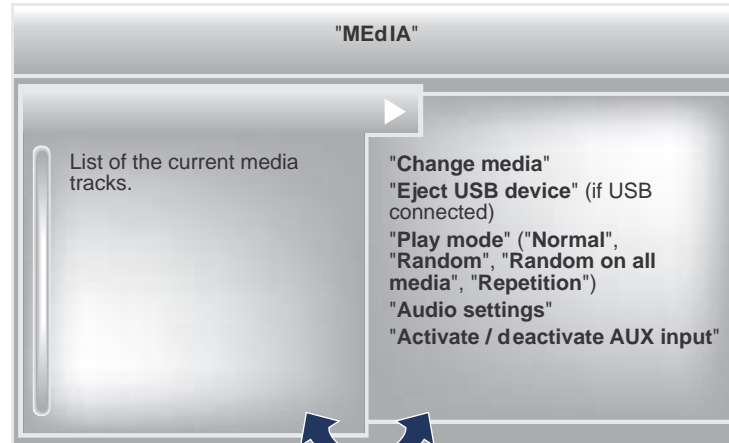 "MEdIA"
List of the current media
tracks.
"Change media"
"Eject USB device" (if USB
connected)
"Play mode" ("Normal",
"Random", "Random on all
media", "Repetition")
"Audio settings"
"Activate / deactivate AUX input"